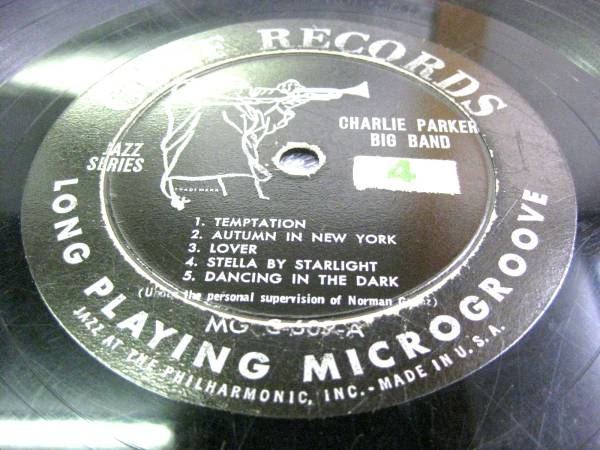 RECORDS
JAZZ
SERIES
TRADEMARK
CHARLIE PARKER
BIG BAND
4
1. TEMPTATION
2. AUTUMN IN NEW YORK
3. LOVER
4. STELLA BY STARLIGHT
5. DANCING IN THE DARK
the personal supervision of Norman
MG
LONG PLAYING MICROGROOVE
JAZZ AT THE PHILHARMONIC, INC.-MADE IN U.S.A.